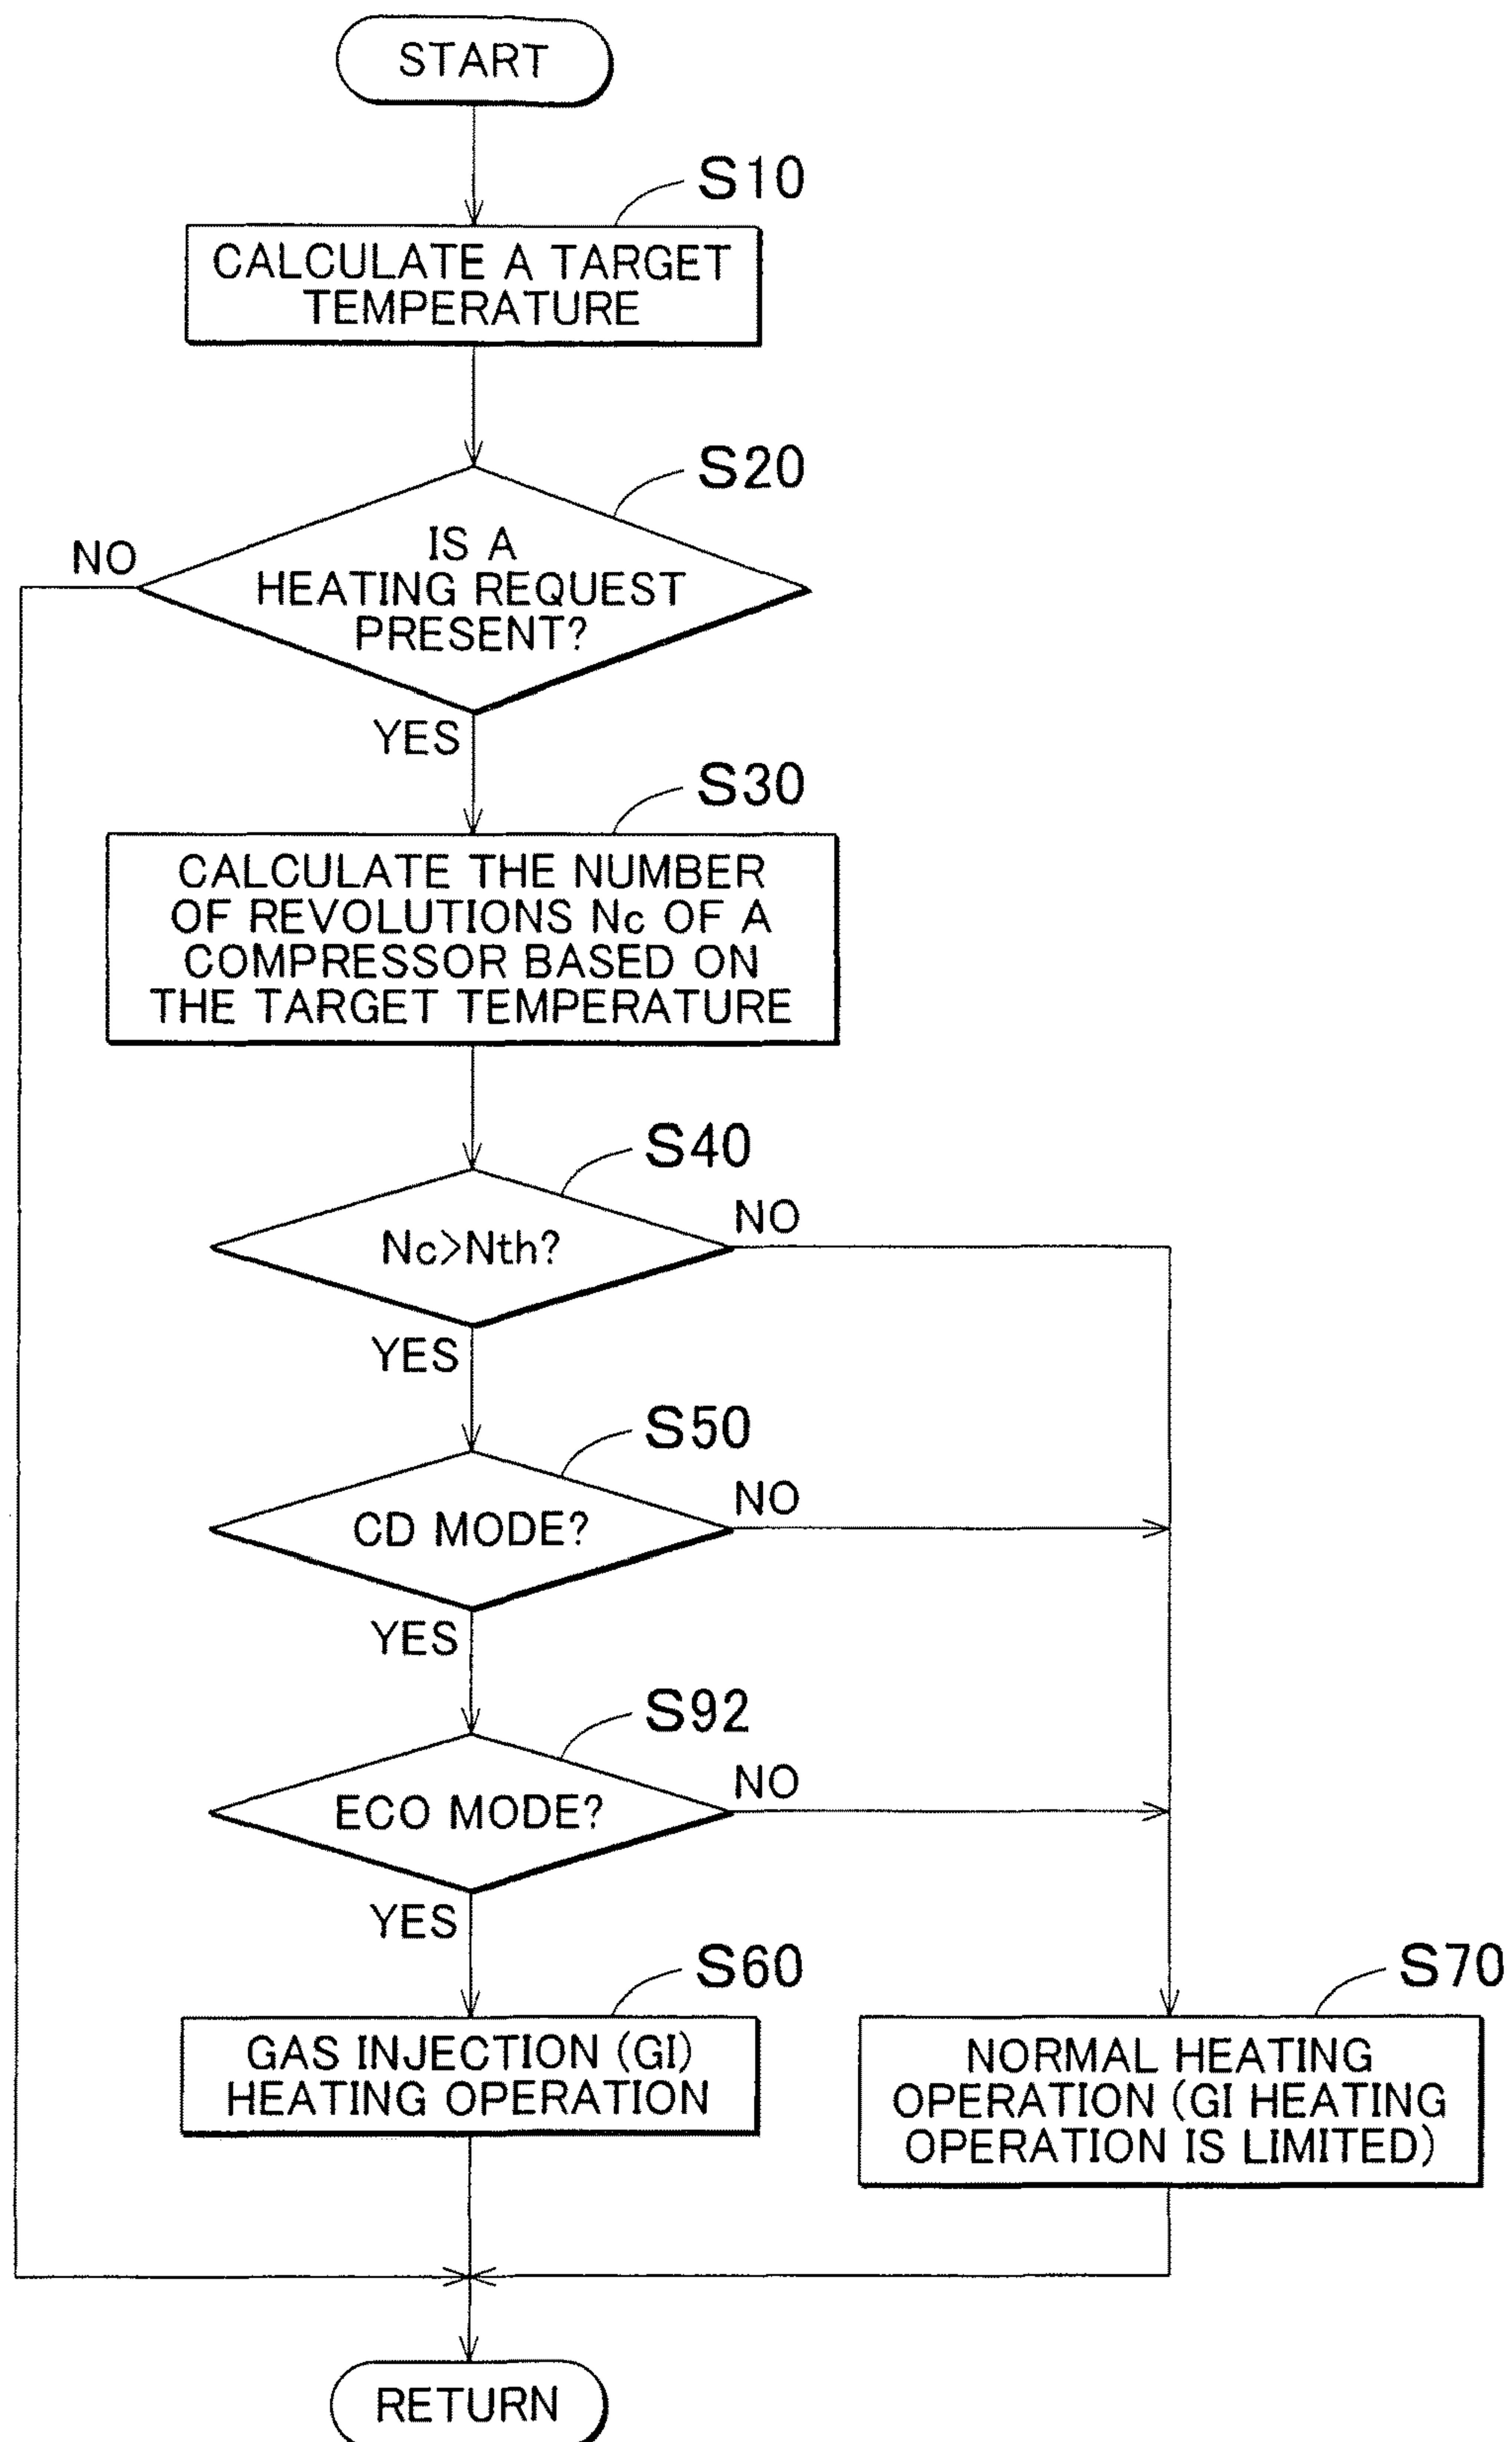 START
S10
CALCULATE A TARGET
TEMPERATURE
S20
NO
IS A
HEATING REQUEST
PRESENT?
YES
S30
CALCULATE THE NUMBER
OF REVOLUTIONS Nc OF A
COMPRESSOR BASED ON
THE TARGET TEMPERATURE
S40
Nc>Nth?
NO
YES
S50
CD MODE?
NO
YES
S92
ECO MODE?
NO
YES
S60
GAS INJECTION (GI)
HEATING OPERATION
S70
NORMAL HEATING
OPERATION (GI HEATING
OPERATION IS LIMITED)
RETURN